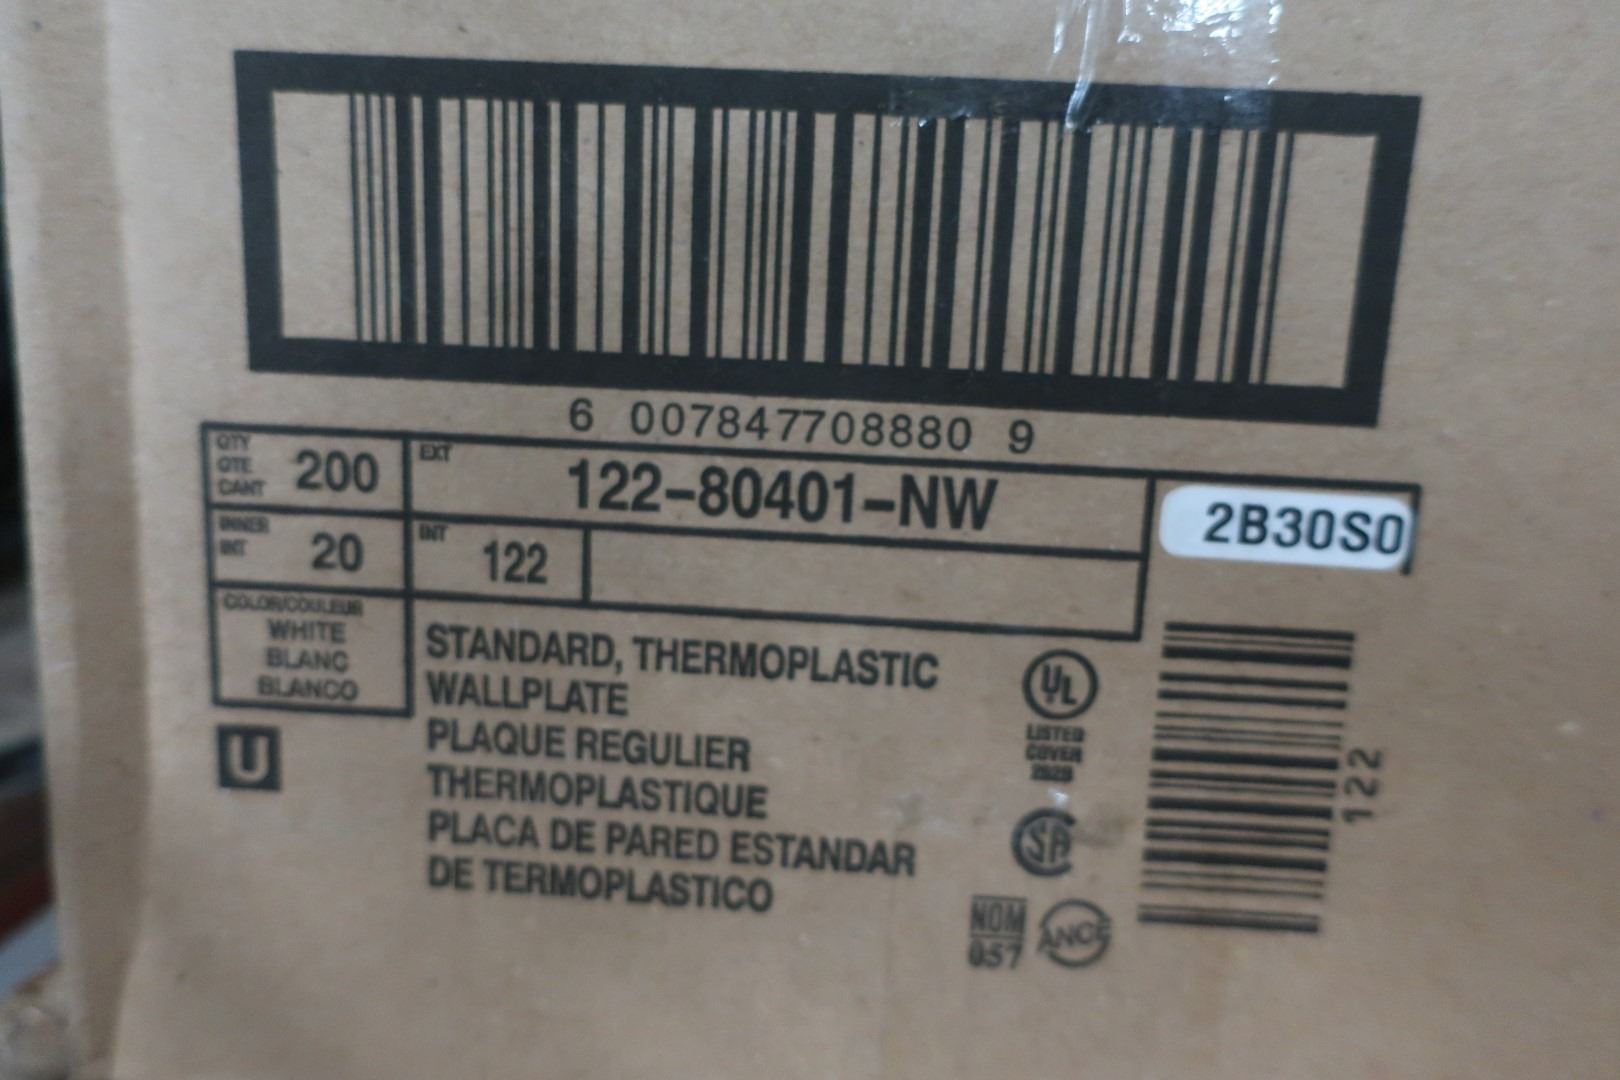 6 0078477088880 9
QTY
QTE
CANT
200
EXT
122-80401-NW
2B30S0
INNER
INT
20
INT
122
COLOR/COULEUR
WHITE
BLANC
BLANCO
STANDARD, THERMOPLASTIC
WALLPLATE
PLAQUE REGULIER
THERMOPLASTIQUE
PLACA DE PARED ESTANDAR
DE TERMOPLASTICO
U
UL
LISTED
COVER
SA
NOM
057
ANCE
122